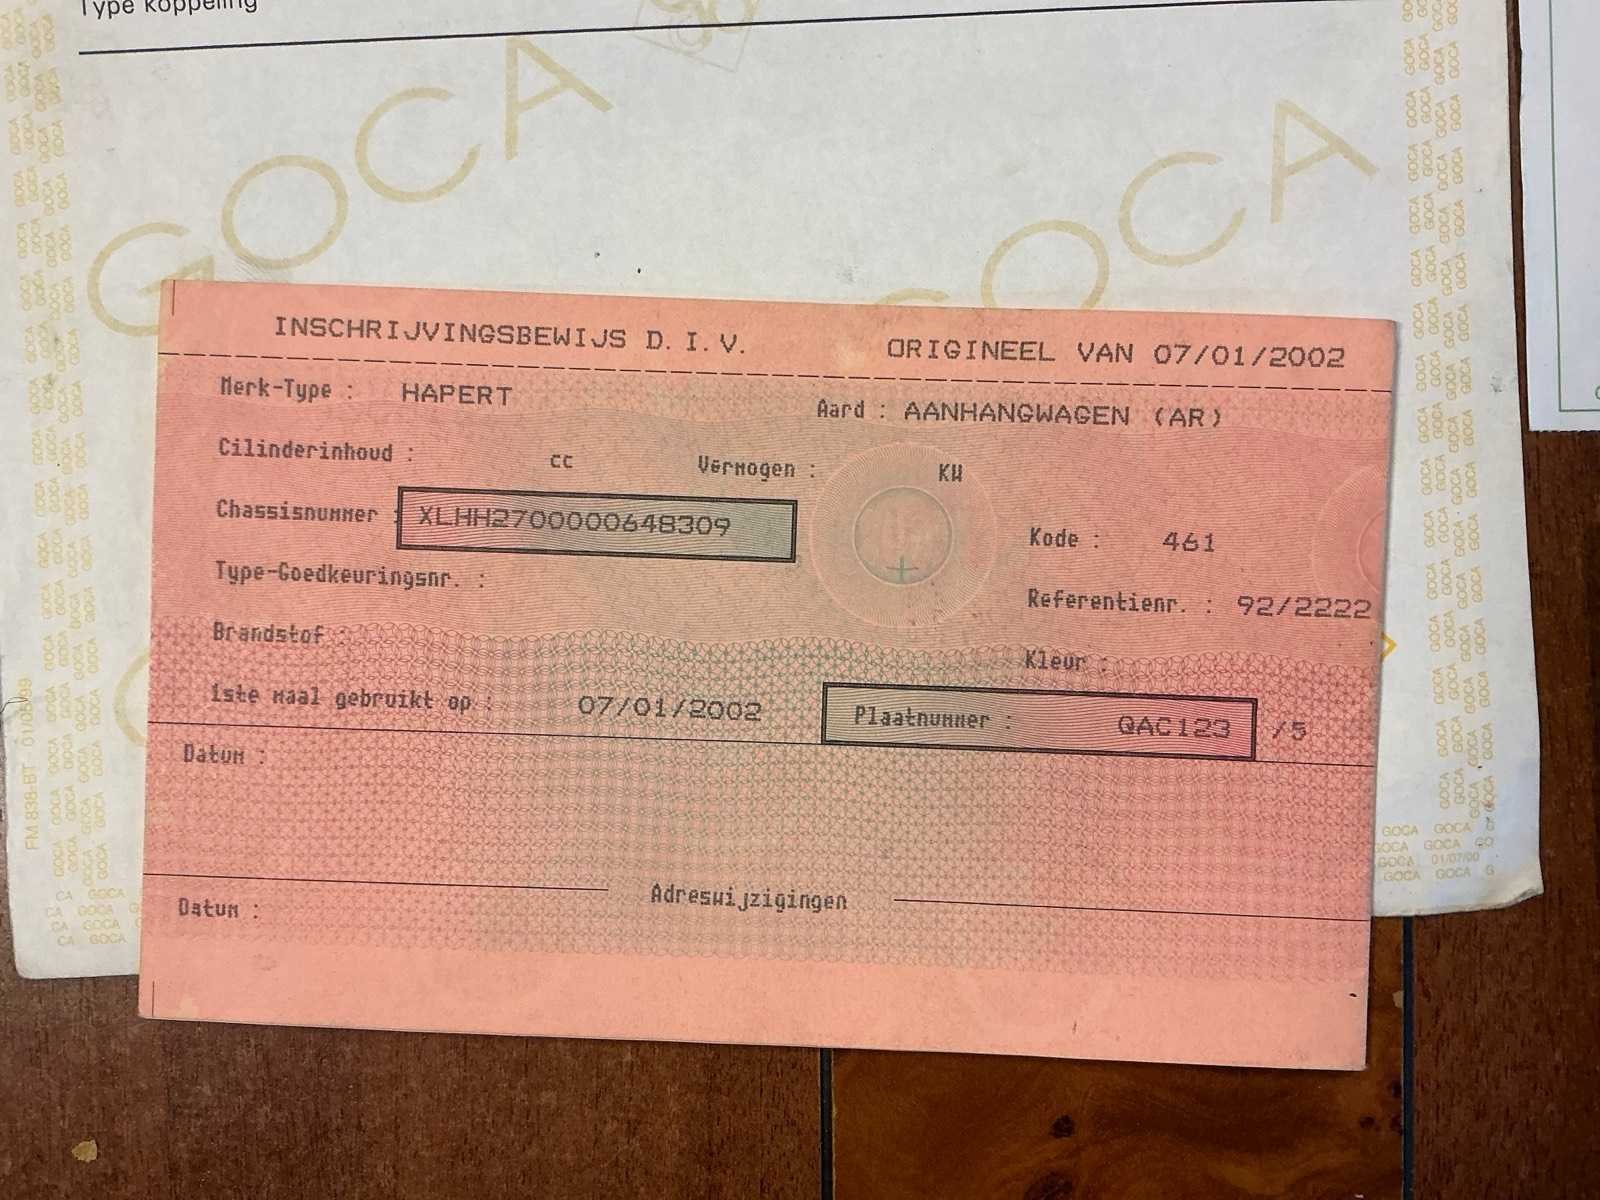 Type koppeling
GOCA
GOCA
INSCHRIJVINGSBEWIJS D.I.V. ORIGINEEL VAN 07/01/2002
Merk-Type : HAPERT Aard : AANHANGWAGEN (AR)
Cilinderinhoud : cc Vermogen : KW
Chassisnummer : XLHH2700000648309 Kode : 461
Type-Goedkeuringsnr. : Referentienr. : 92/2222
Brandstof : Kleur :
1ste maal gebruikt op : 07/01/2002 Plaatnummer : QAC123 /5
Datum :
Adreswijzigingen
Datum :